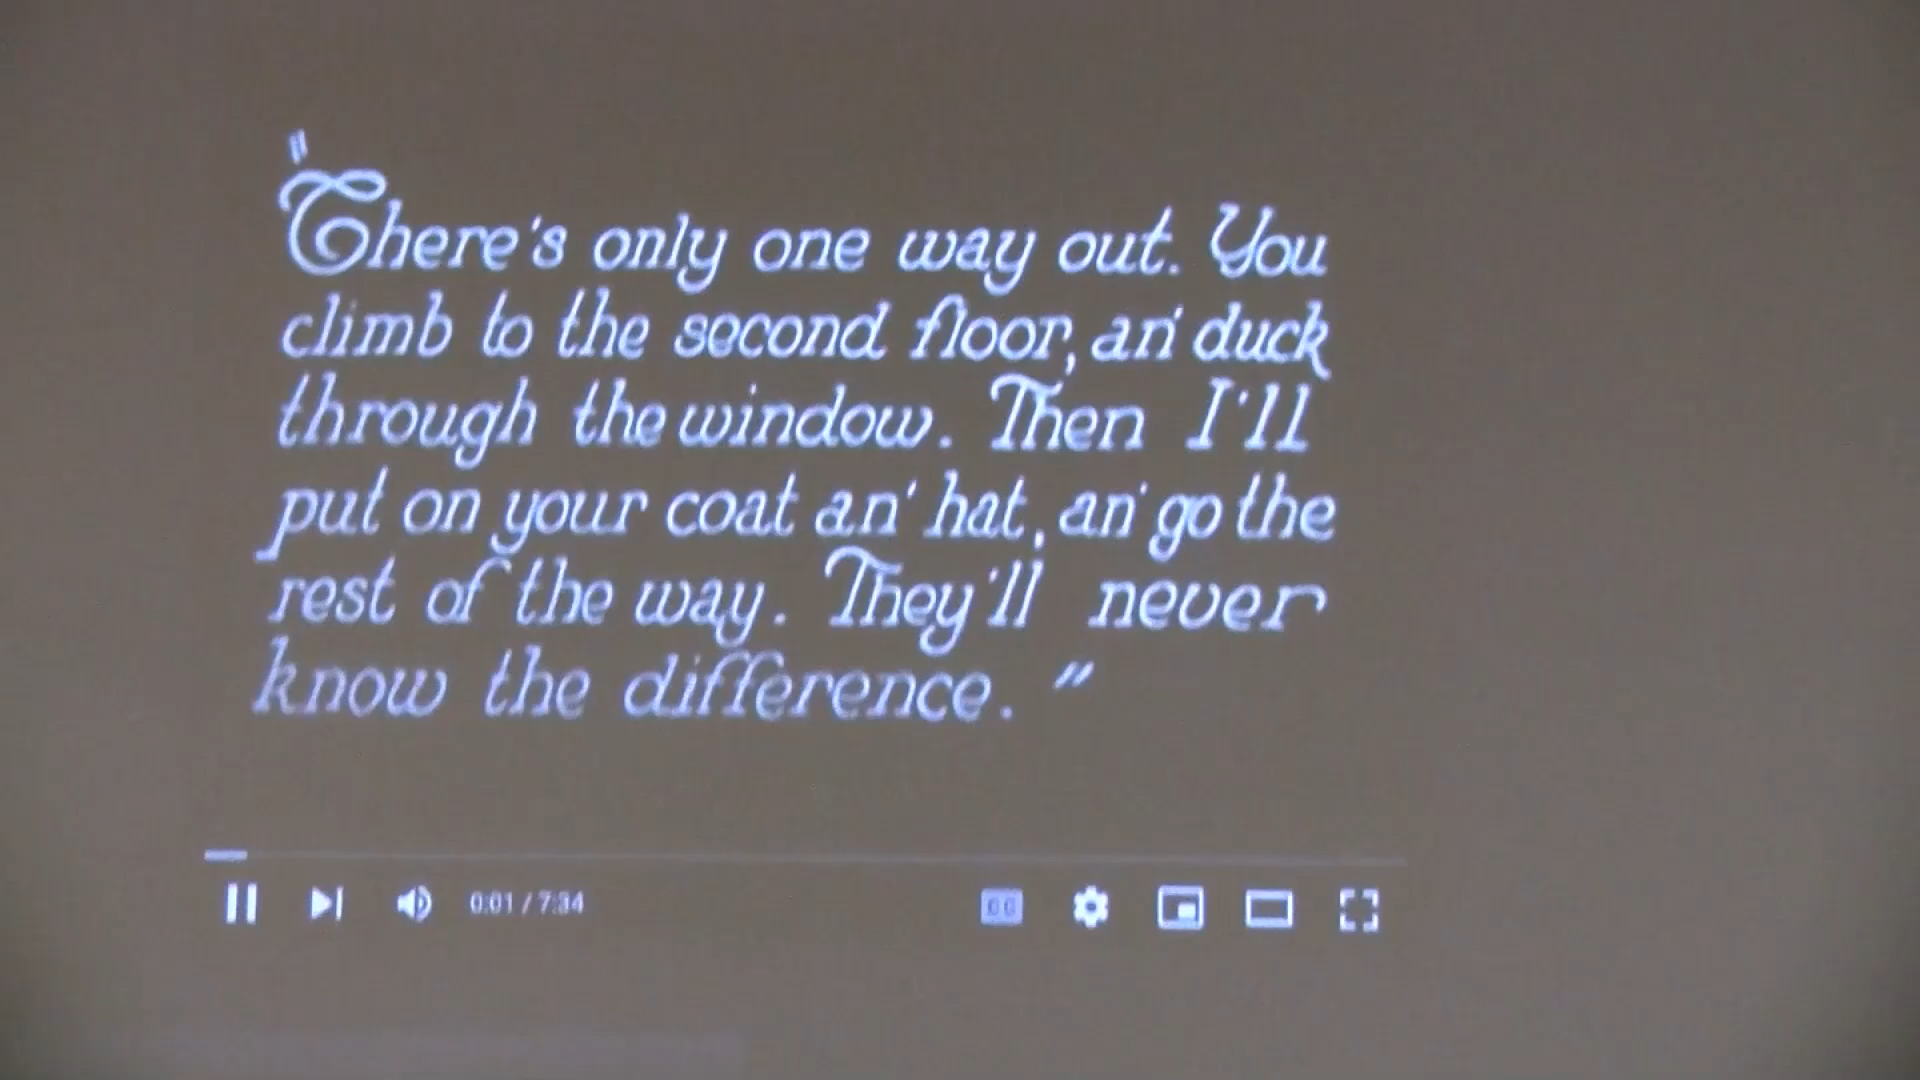 "There's only one way out. You
climb to the second floor, an' duck
through the window. Then I'll
put on your coat an' hat, an' go the
rest of the way. They'll never
know the difference."
0:01 / 7:34
CC